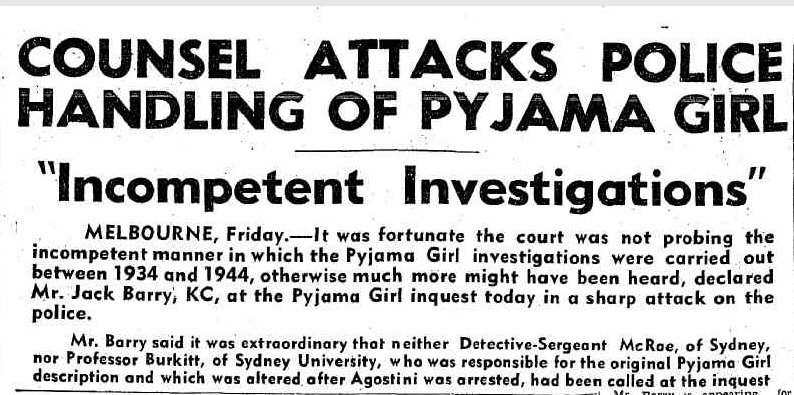 COUNSEL ATTACKS POLICE
HANDLING OF PYJAMA GIRL
"Incompetent Investigations"
MELBOURNE, Friday.—It was fortunate the court was not probing the
incompetent manner in which the Pyjama Girl investigations were carried out
between 1934 and 1944, otherwise much more might have been heard, declared
Mr. Jack Barry, KC, at the Pyjama Girl inquest today in a sharp attack on the
police.
Mr. Barry said it was extraordinary that neither Detective-Sergeant McRae, of Sydney,
nor Professor Burkitt, of Sydney University, who was responsible for the original Pyjama Girl
description and which was altered after Agostini was arrested, had been called at the inquest